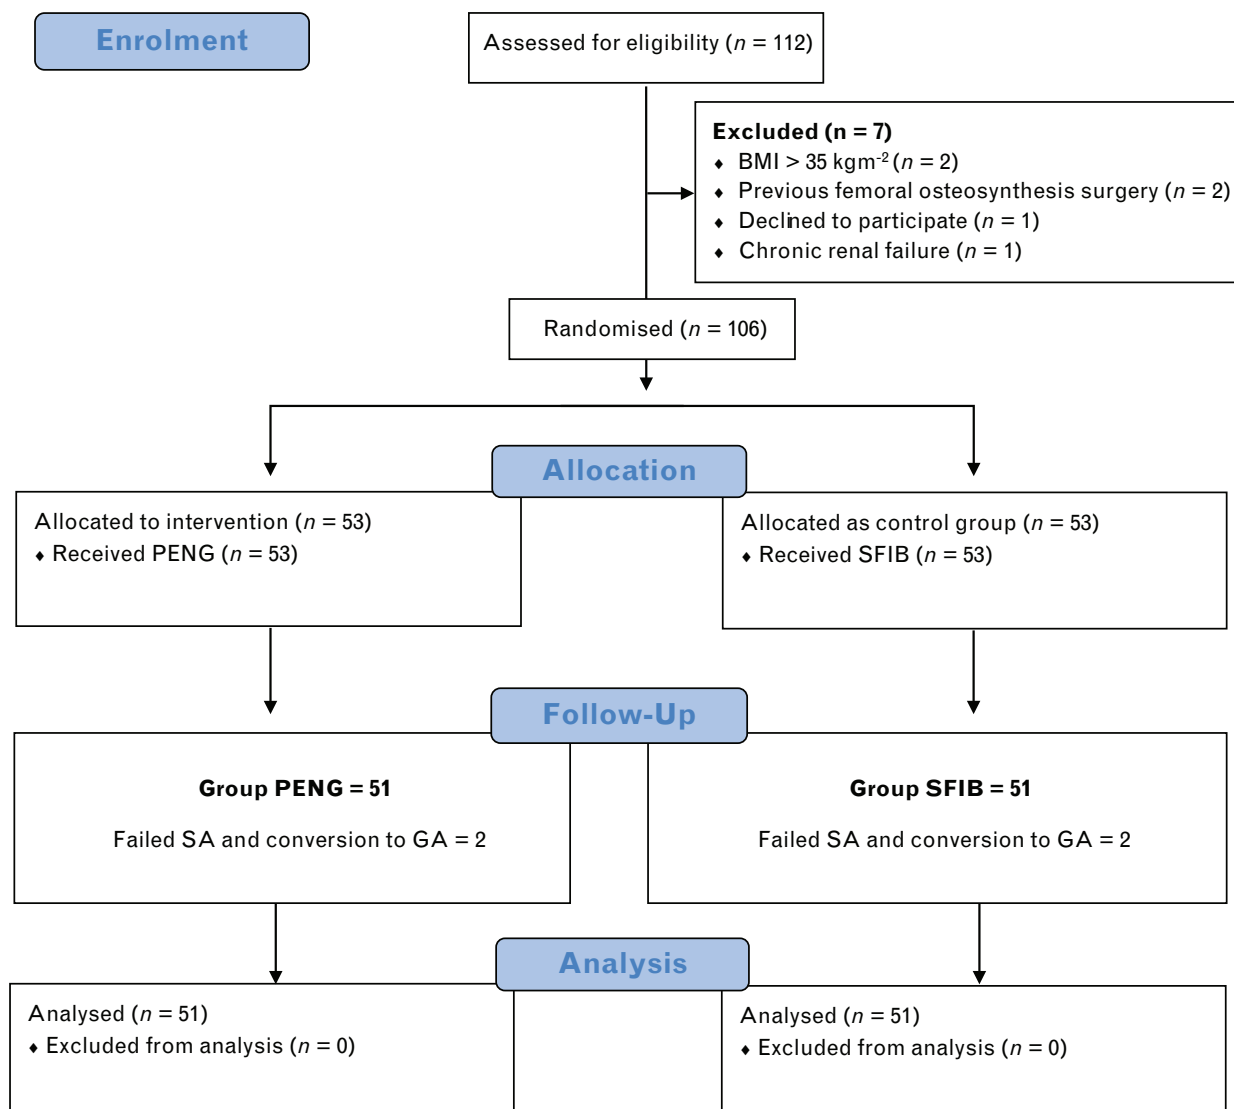 Enrolment
Assessed for eligibility (n = 112)
Excluded (n = 7)
♦ BMI > 35 kgm-2 (n = 2)
♦ Previous femoral osteosynthesis surgery (n = 2)
♦ Declined to participate (n = 1)
♦ Chronic renal failure (n = 1)
Randomised (n = 106)
Allocation
Allocated to intervention (n = 53)
♦ Received PENG (n = 53)
Allocated as control group (n = 53)
♦ Received SFIB (n = 53)
Follow-Up
Group PENG = 51
Failed SA and conversion to GA = 2
Group SFIB = 51
Failed SA and conversion to GA = 2
Analysis
Analysed (n = 51)
♦ Excluded from analysis (n = 0)
Analysed (n = 51)
♦ Excluded from analysis (n = 0)